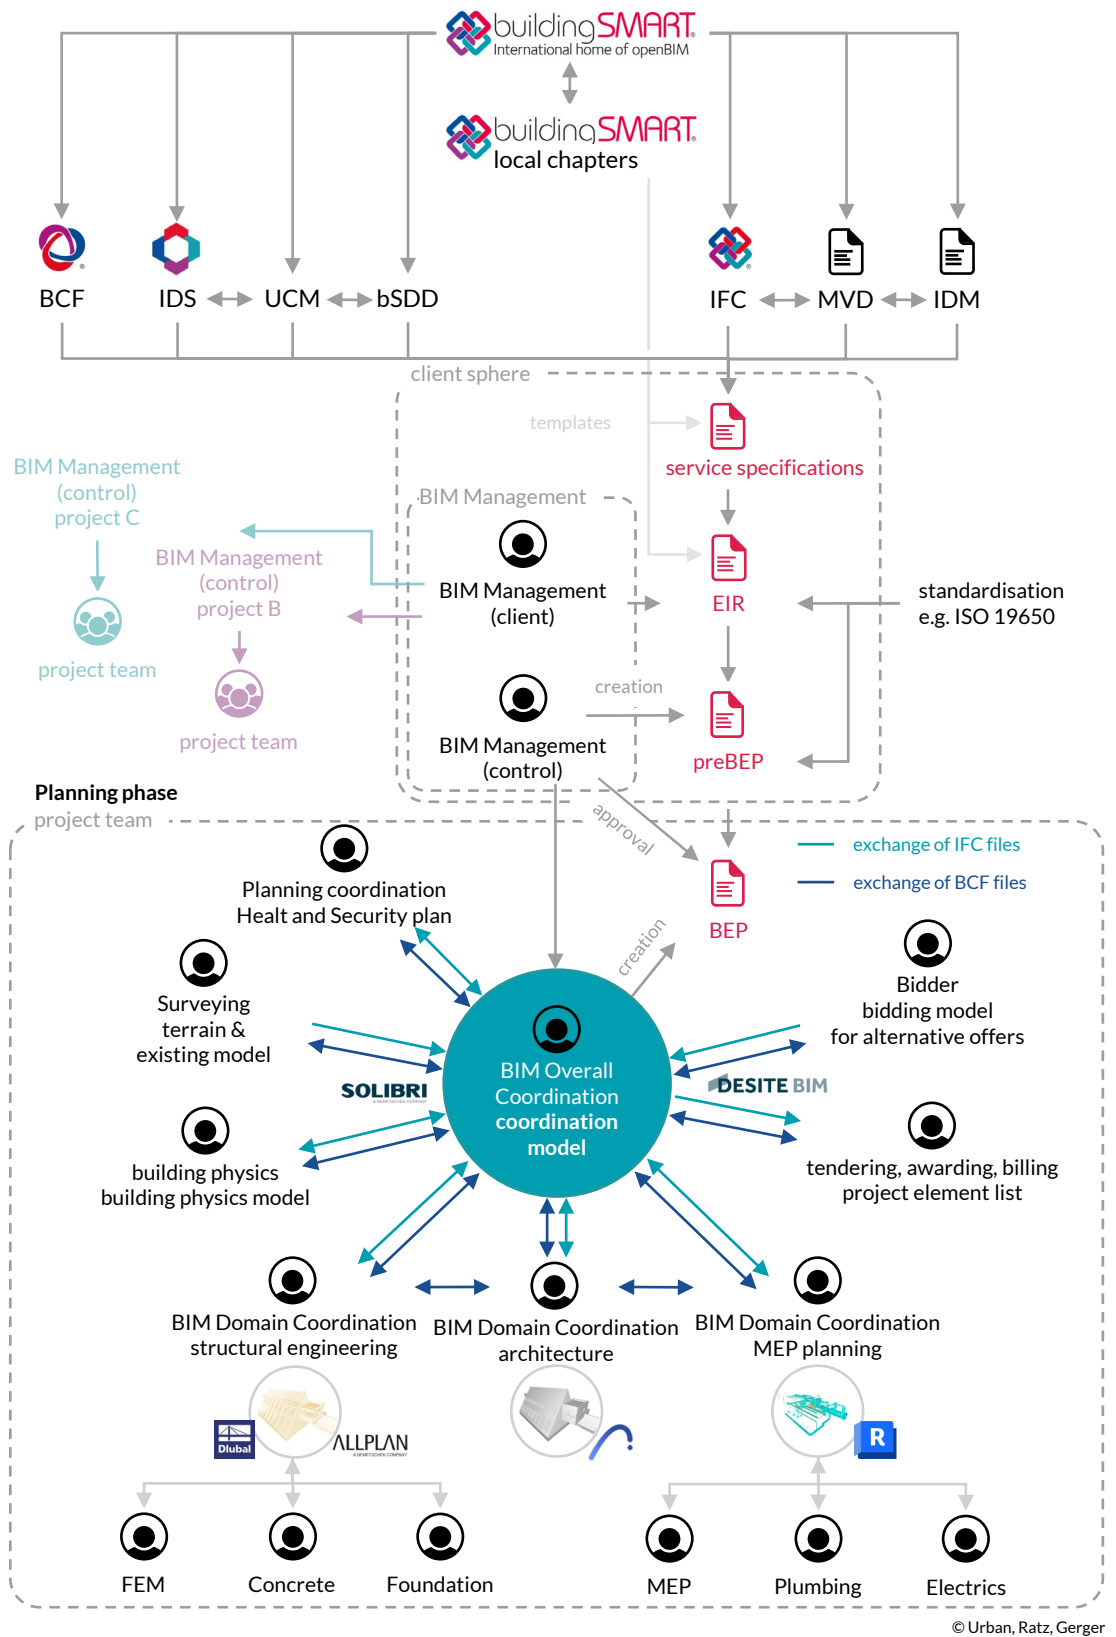 buildingSMART®
International home of openBIM
buildingSMART®
local chapters
BCF
IDS
UCM
bSDD
IFC
MVD
IDM
client sphere
templates
service specifications
BIM Management
(control)
project C
BIM Management
BIM Management
(control)
project B
BIM Management
(client)
EIR
standardisation
e.g. ISO 19650
project team
project team
creation
BIM Management
(control)
preBEP
Planning phase
project team
approval
exchange of IFC files
exchange of BCF files
BEP
Planning coordination
Healt and Security plan
creation
Surveying
terrain &
existing model
Bidder
bidding model
for alternative offers
BIM Overall
Coordination
coordination
model
SOLIBRI
A NEMETSCHEK COMPANY
DESITE BIM
building physics
building physics model
tendering, awarding, billing
project element list
BIM Domain Coordination
structural engineering
BIM Domain Coordination
architecture
BIM Domain Coordination
MEP planning
Dlubal
ALLPLAN
A NEMETSCHEK COMPANY
R
FEM
Concrete
Foundation
MEP
Plumbing
Electrics
© Urban, Ratz, Gerger